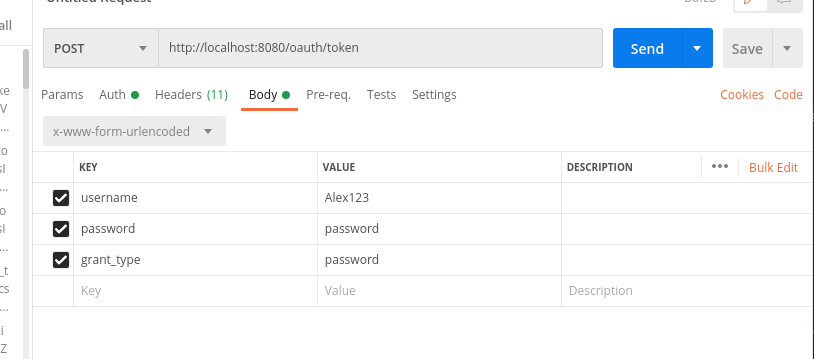 Untitled Request
BUILD
all
POST http://localhost:8080/oauth/token Send Save
Params Auth Headers (11) Body Pre-req. Tests Settings Cookies Code
x-www-form-urlencoded
KEY VALUE DESCRIPTION ••• Bulk Edit
username Alex123
password password
grant_type password
Key Value Description
ke
V
...
to
sl
...
o
sl
...
_t
cs
...
i
Z